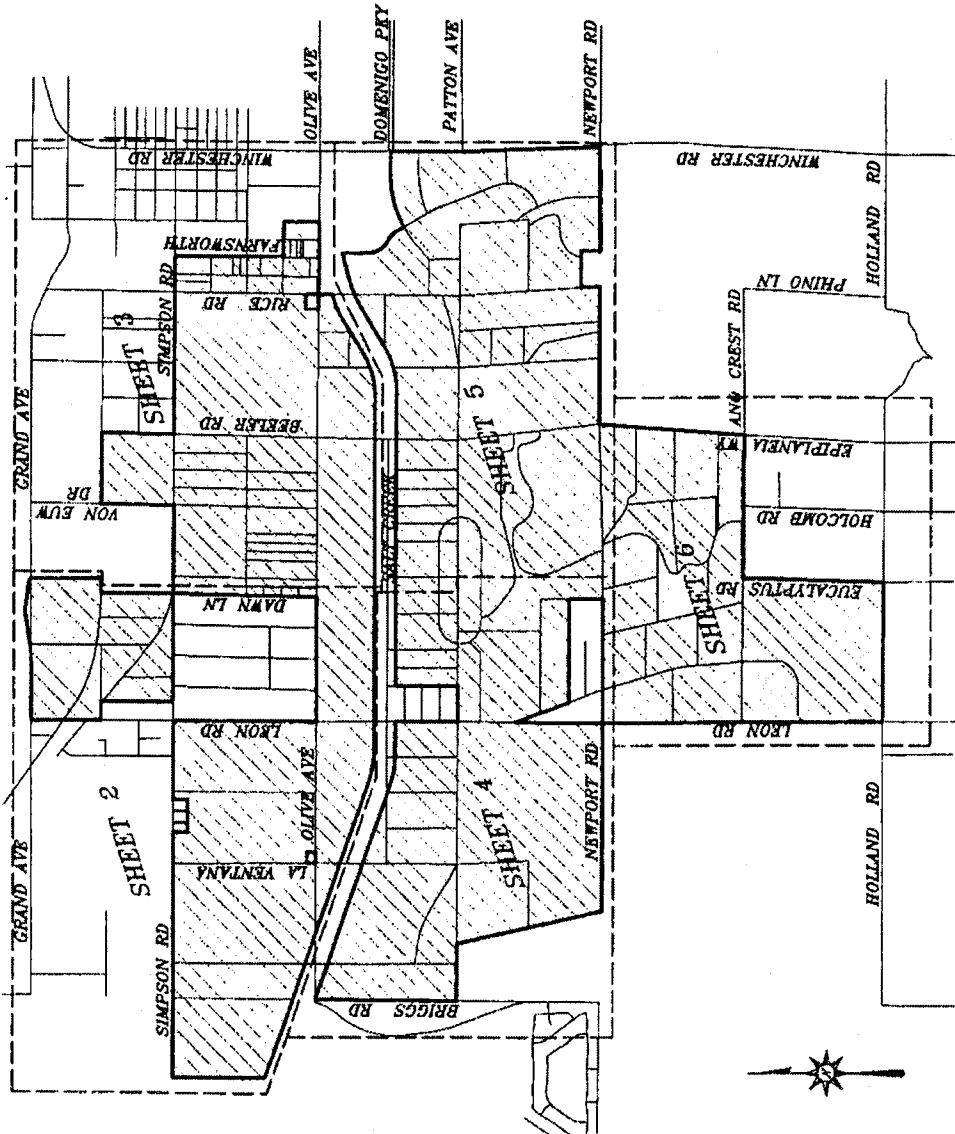 GRAND AVE
GRAND AVE
SHEET 2
SHEET 3
VON EUW
DR
SIMPSON RD
SIMPSON RD
WINCHESTER RD
FARNSWORTH
RICE RD
BEELER RD
DAWN LN
LEON RD
LA VENTANA
OLIVE AVE
OLIVE AVE
DOMENIGO PKY
PATTON AVE
NEWPORT RD
SALT CREEK
SHEET 5
SHEET 4
BRIGGS RD
NEWPORT RD
SHEET 6
WINCHESTER RD
HOLLAND RD
PHINO LN
ANO CREST RD
EPIPLANEIA
WY
HOLCOMB RD
EUCALYPTUS RD
LEON RD
HOLLAND RD